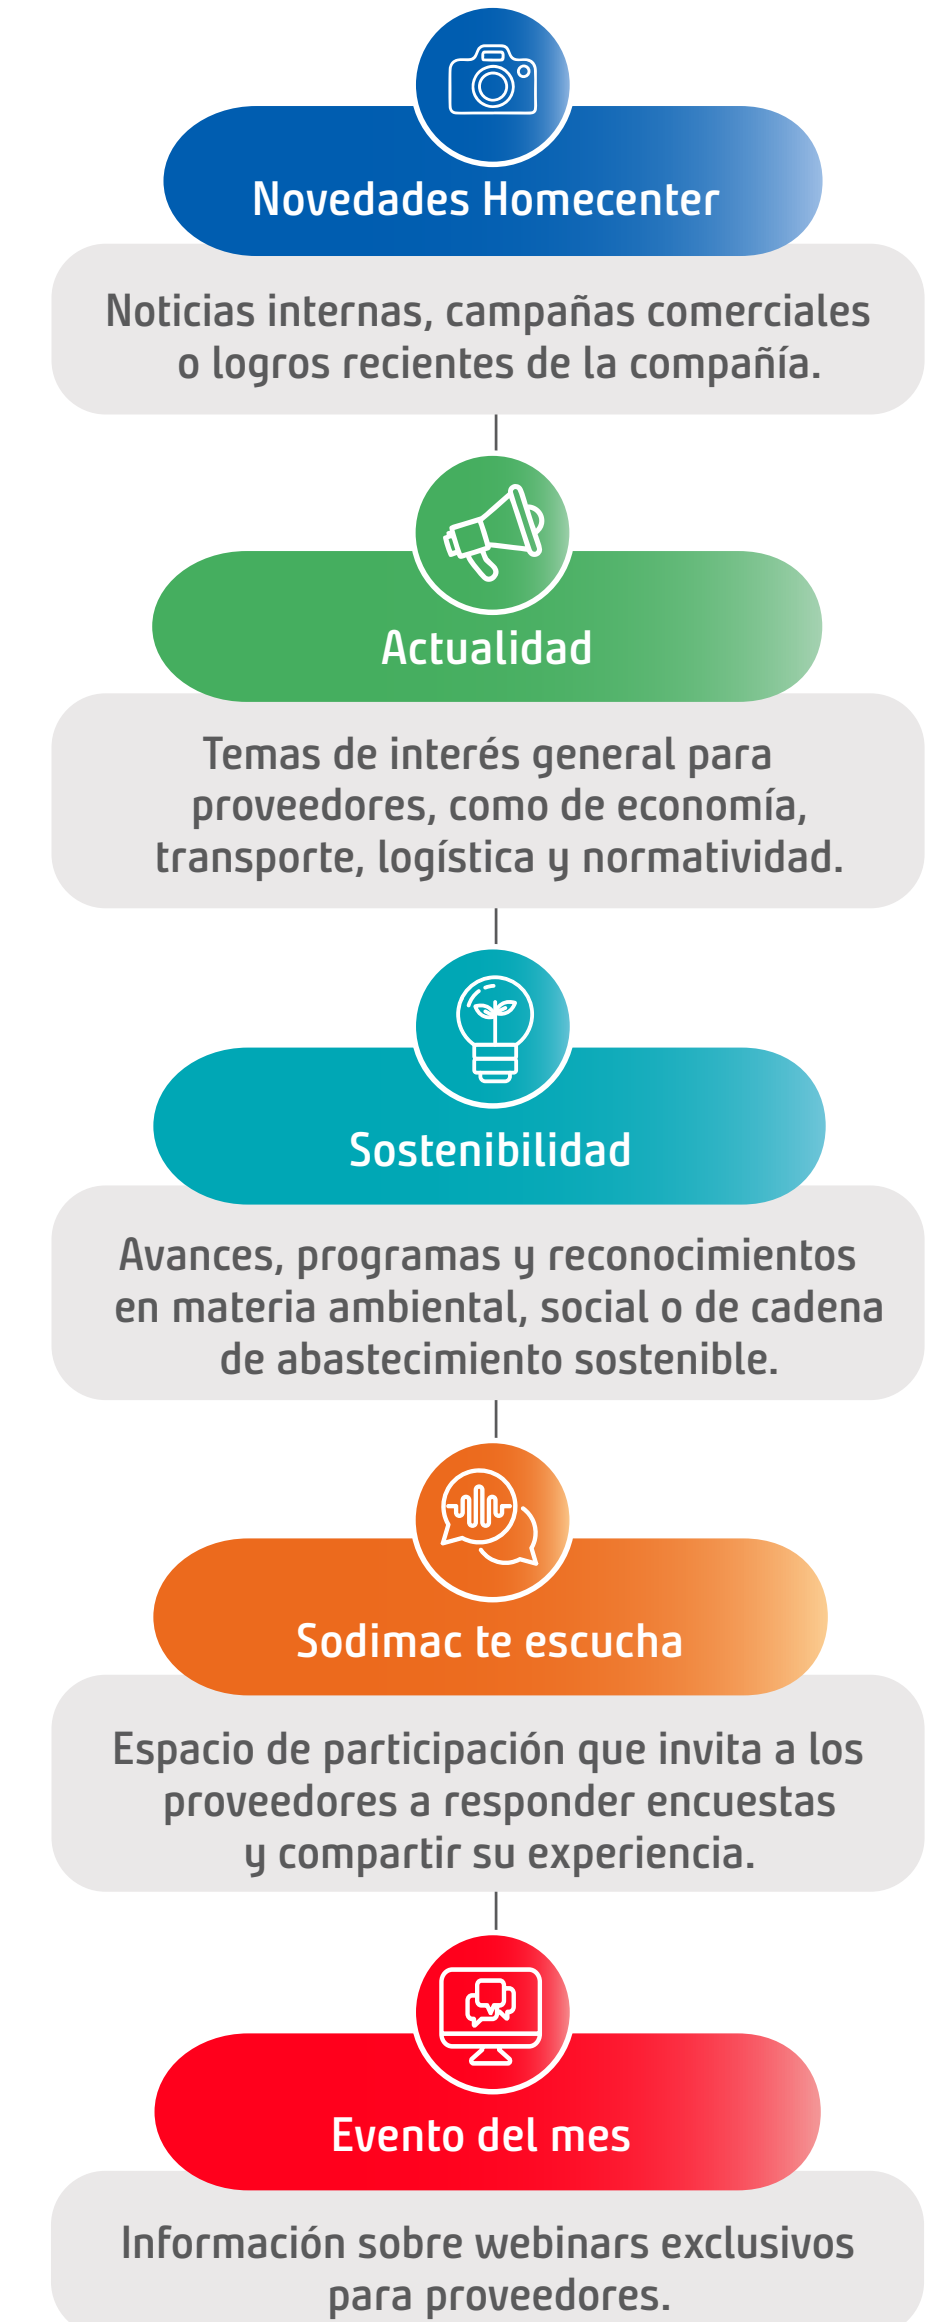 Novedades Homecenter
Noticias internas, campañas comerciales
o logros recientes de la compañía.
Actualidad
Temas de interés general para
proveedores, como de economía,
transporte, logística y normatividad.
Sostenibilidad
Avances, programas y reconocimientos
en materia ambiental, social o de cadena
de abastecimiento sostenible.
Sodimac te escucha
Espacio de participación que invita a los
proveedores a responder encuestas
y compartir su experiencia.
Evento del mes
Información sobre webinars exclusivos
para proveedores.